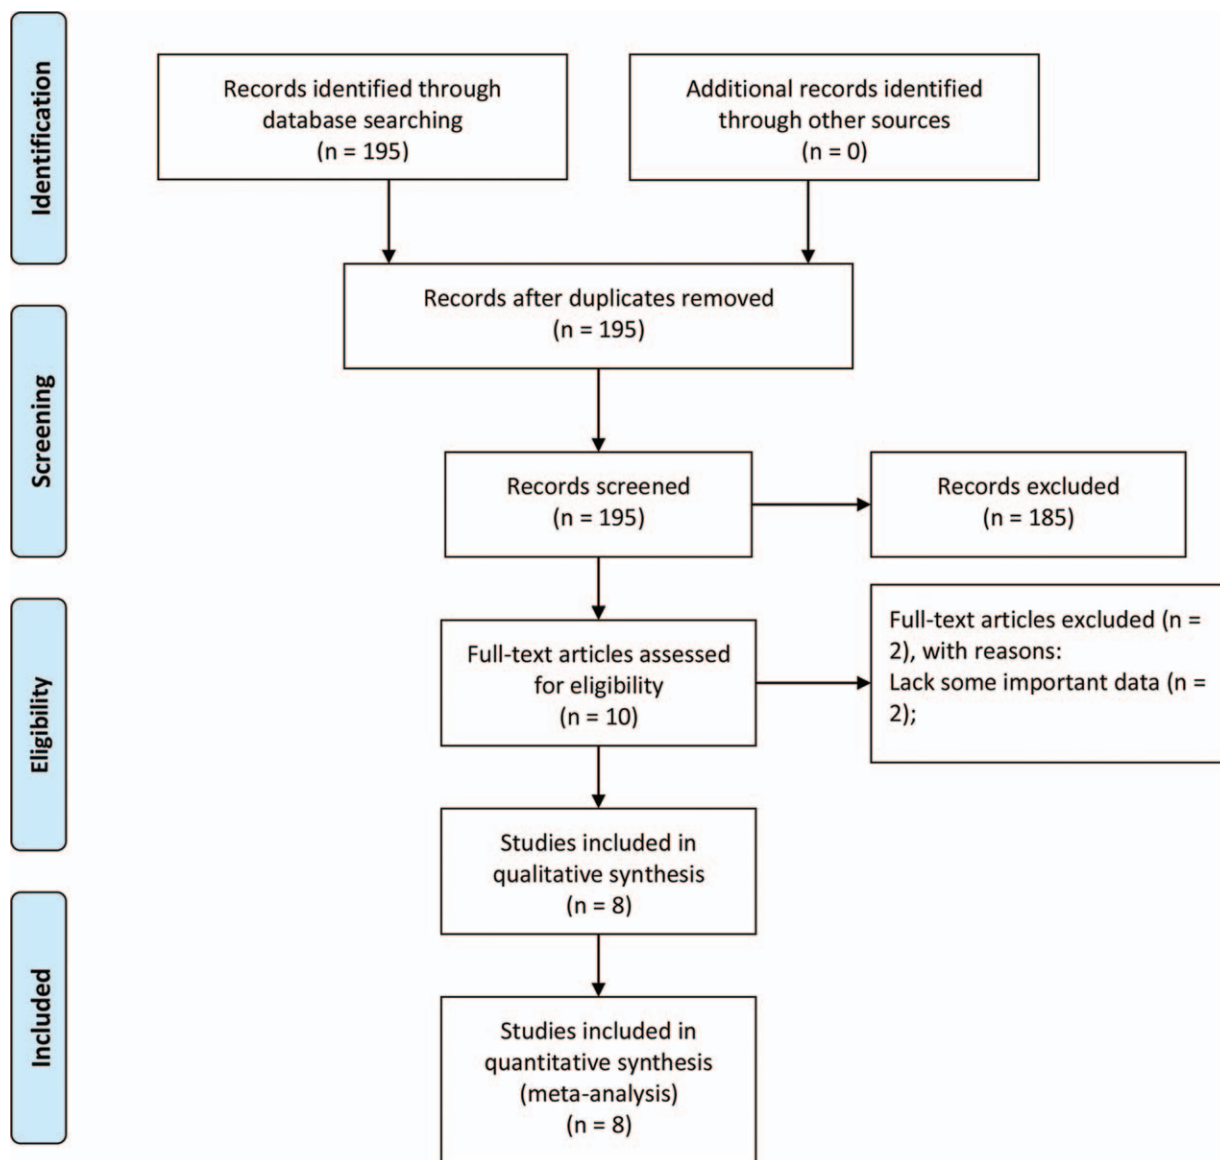 Identification
Records identified through
database searching
(n = 195)
Additional records identified
through other sources
(n = 0)
Records after duplicates removed
(n = 195)
Screening
Records screened
(n = 195)
Records excluded
(n = 185)
Eligibility
Full-text articles assessed
for eligibility
(n = 10)
Full-text articles excluded (n =
2), with reasons:
Lack some important data (n =
2);
Studies included in
qualitative synthesis
(n = 8)
Included
Studies included in
quantitative synthesis
(meta-analysis)
(n = 8)